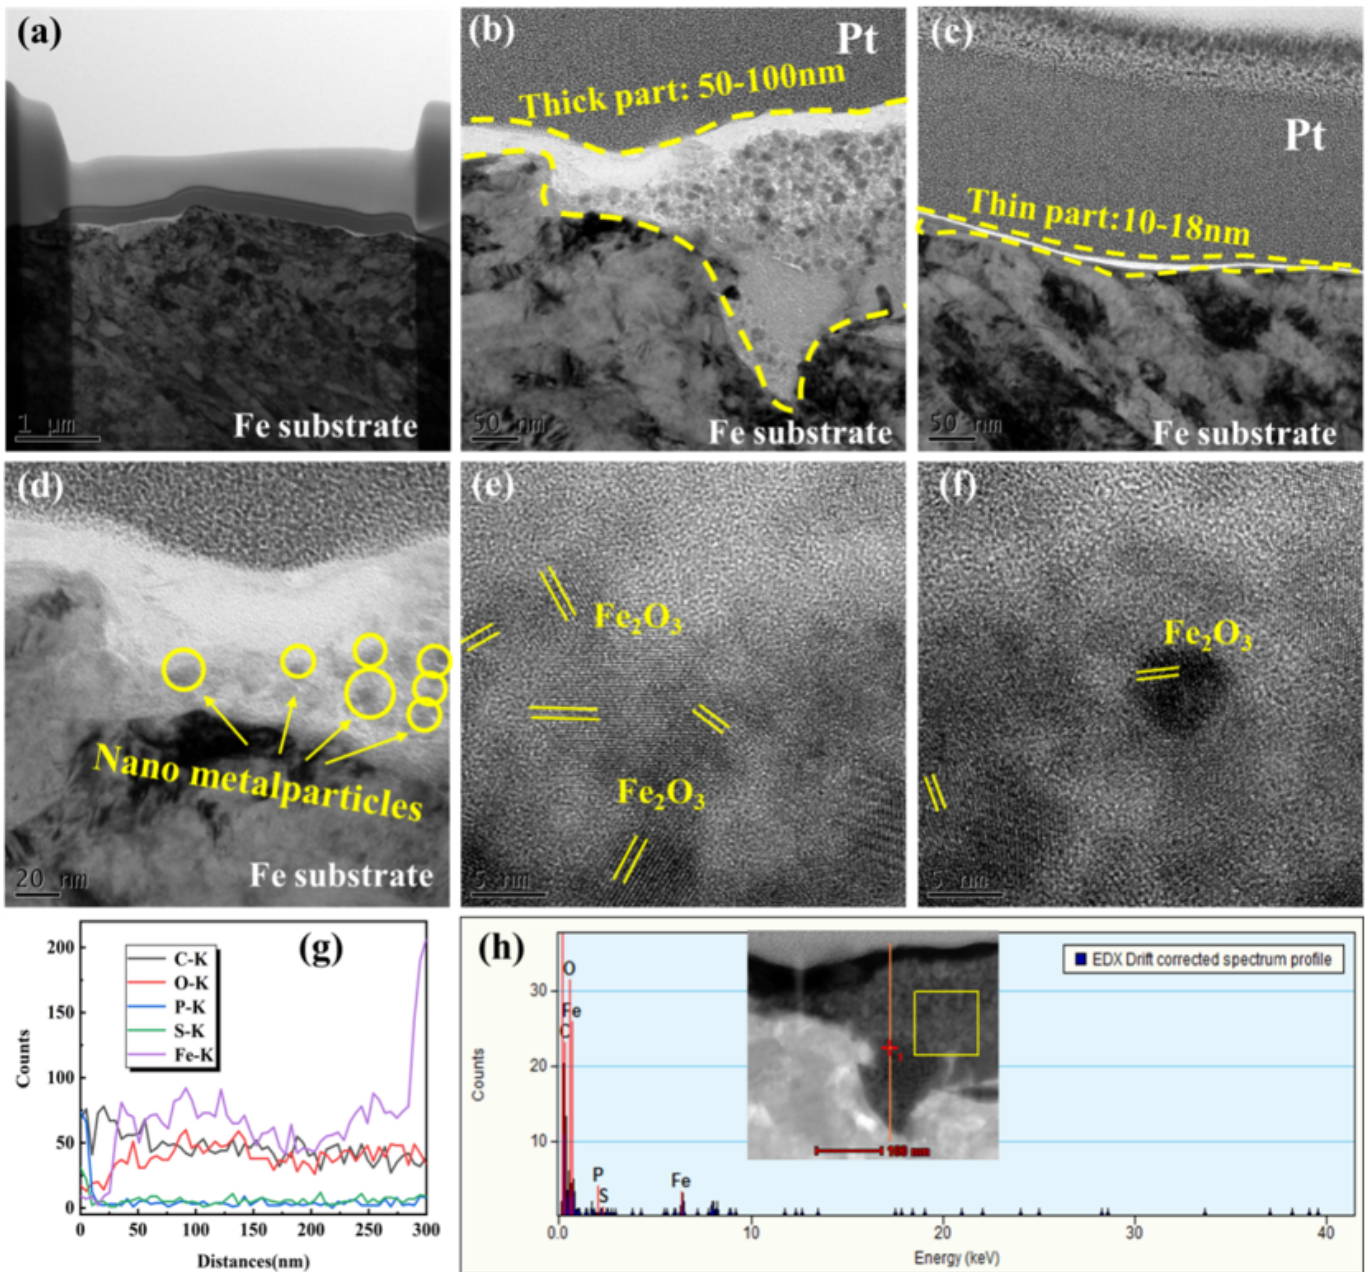 (a)
1 μm
Fe substrate
(b)
Pt
Thick part: 50-100nm
50 nm
Fe substrate
(c)
Pt
Thin part:10-18nm
50 nm
Fe substrate
(d)
Nano metalparticles
20 nm
Fe substrate
(e)
Fe₂O₃
Fe₂O₃
5 nm
(f)
Fe₂O₃
5 nm
(g)
C-K
O-K
P-K
S-K
Fe-K
200
150
100
50
0
Counts
0 50 100 150 200 250 300
Distances(nm)
(h)
EDX Drift corrected spectrum profile
O
Fe
C
P
S
Fe
30
20
10
Counts
1
100 nm
0.0 10 20 30 40
Energy (keV)